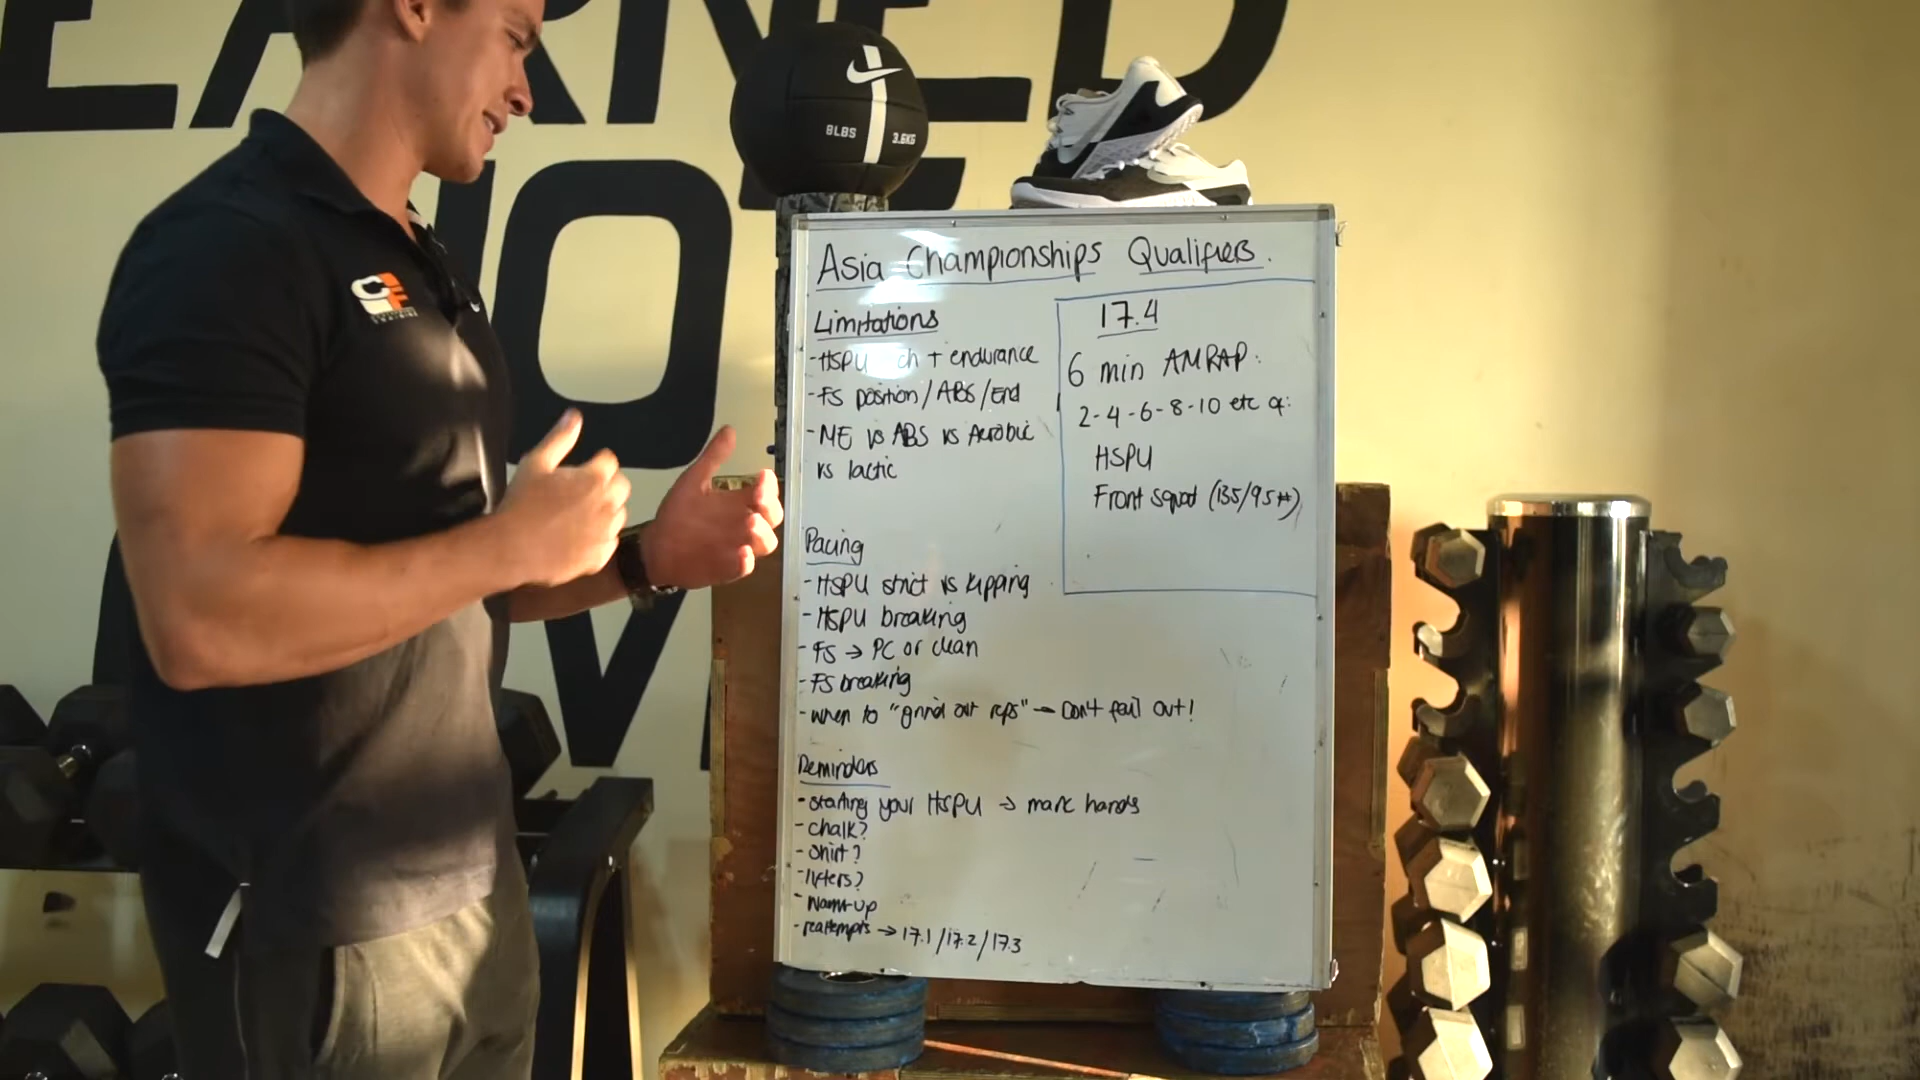 EARNED
NOT
8LBS 3.6KG
Asia Championships Qualifiers.
Limitations
-HSPU ch + endurance
-FS position/ABS/End
-ME vs ABS vs Aerobic
vs lactic
17.4
6 min AMRAP:
2-4-6-8-10 etc of:
HSPU
Front squat (135/95#)
Pacing
-HSPU strict vs kipping
-HSPU breaking
-FS → PC or clean
-FS breaking
-when to "grind out reps" → Don't fail out!
Reminders
-starting your HSPU → mark hands
-chalk?
-shirt?
-lifters?
-Warm-up
-reattempts → 17.1/17.2/17.3